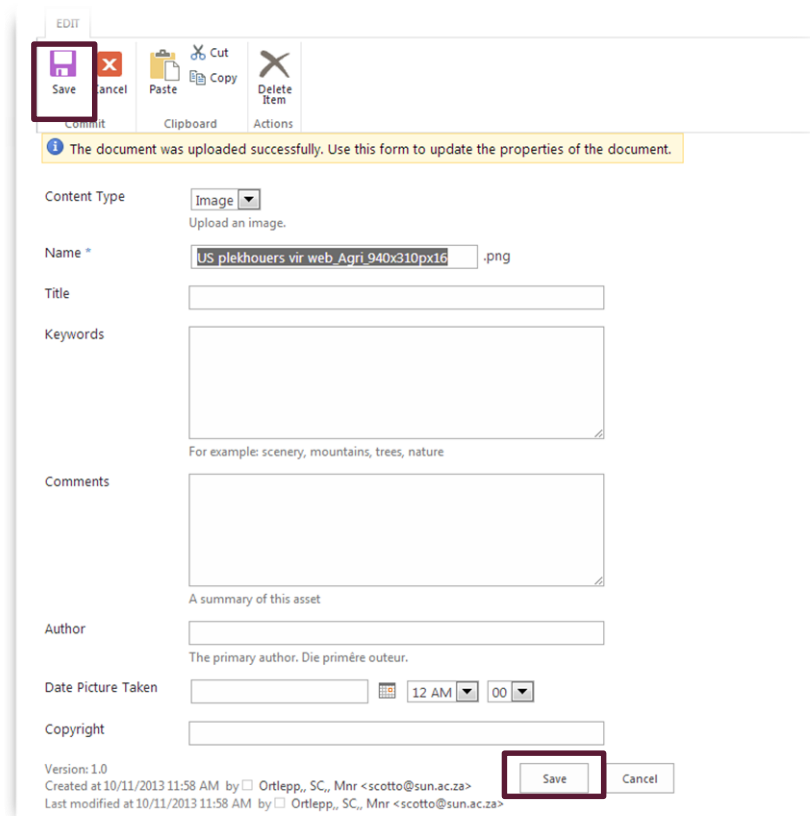 EDIT
Save Cancel Paste Cut Copy Delete Item
Commit Clipboard Actions
The document was uploaded successfully. Use this form to update the properties of the document.
Content Type Image
Upload an image.
Name * US plekhouers vir web_Agri_940x310px16 .png
Title
Keywords
For example: scenery, mountains, trees, nature
Comments
A summary of this asset
Author
The primary author. Die primêre outeur.
Date Picture Taken 12 AM 00
Copyright
Version: 1.0
Created at 10/11/2013 11:58 AM by Ortlepp,, SC,, Mnr <scotto@sun.ac.za>
Last modified at 10/11/2013 11:58 AM by Ortlepp,, SC,, Mnr <scotto@sun.ac.za>
Save Cancel